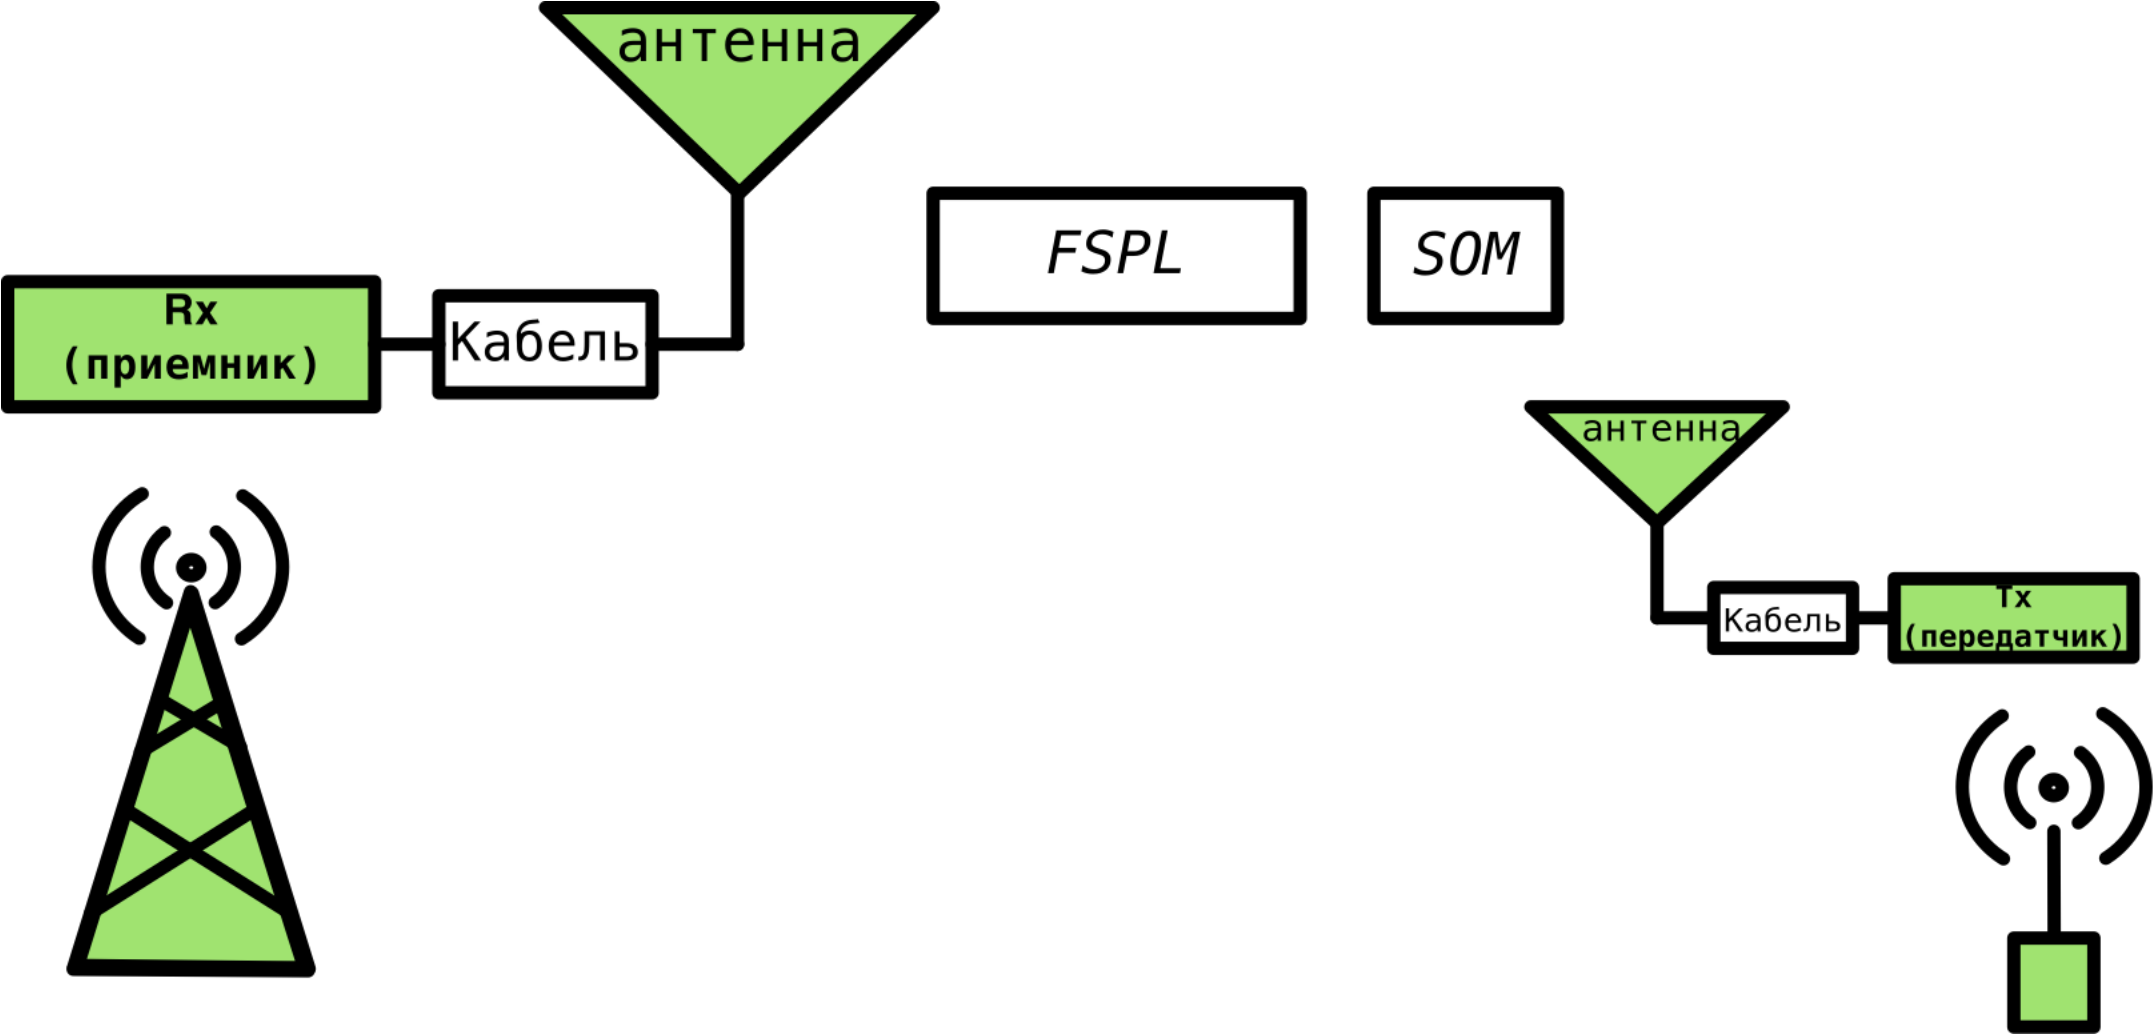 антенна
FSPL
SOM
Rx
(приемник)
Кабель
антенна
Кабель
Tx
(передатчик)